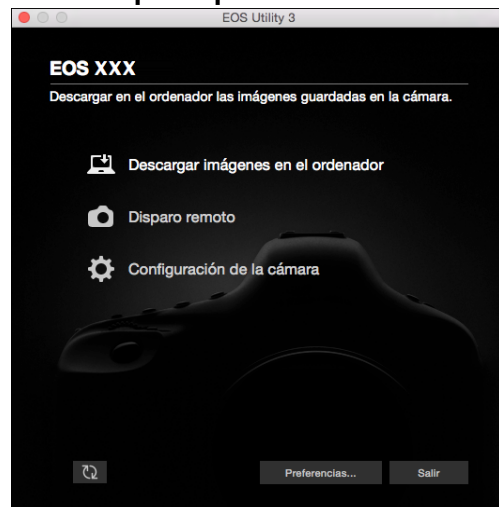 EOS Utility 3
EOS XXX
Descargar en el ordenador las imágenes guardadas en la cámara.
Descargar imágenes en el ordenador
Disparo remoto
Configuración de la cámara
Preferencias... Salir